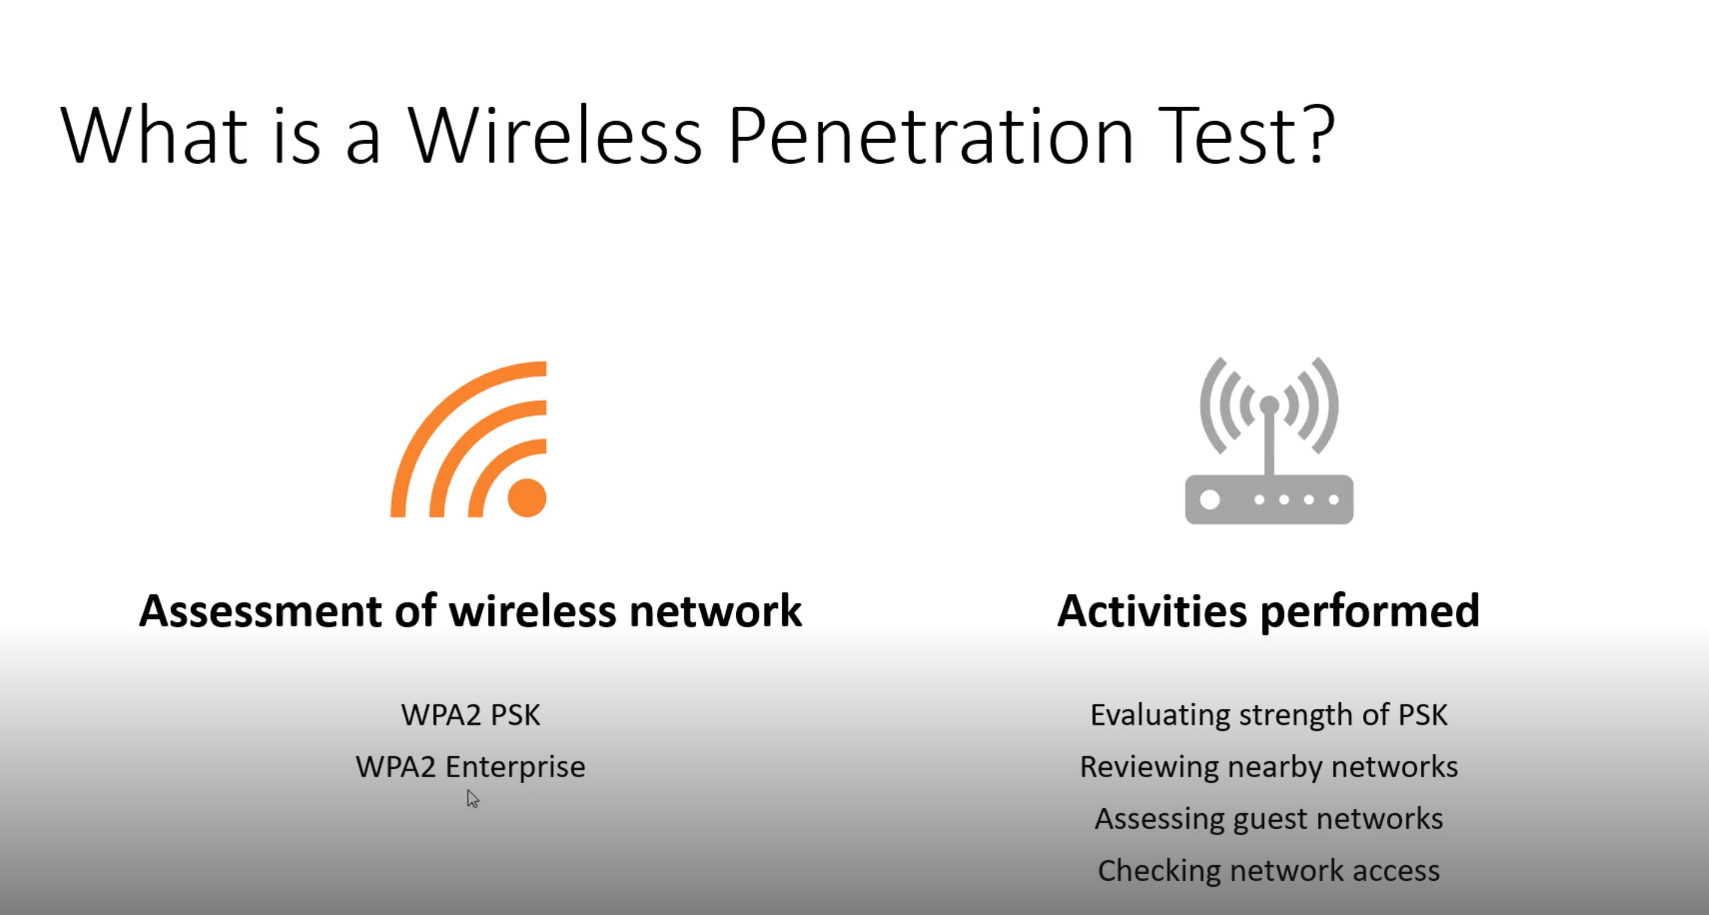 What is a Wireless Penetration Test?
Assessment of wireless network
WPA2 PSK
WPA2 Enterprise
Activities performed
Evaluating strength of PSK
Reviewing nearby networks
Assessing guest networks
Checking network access